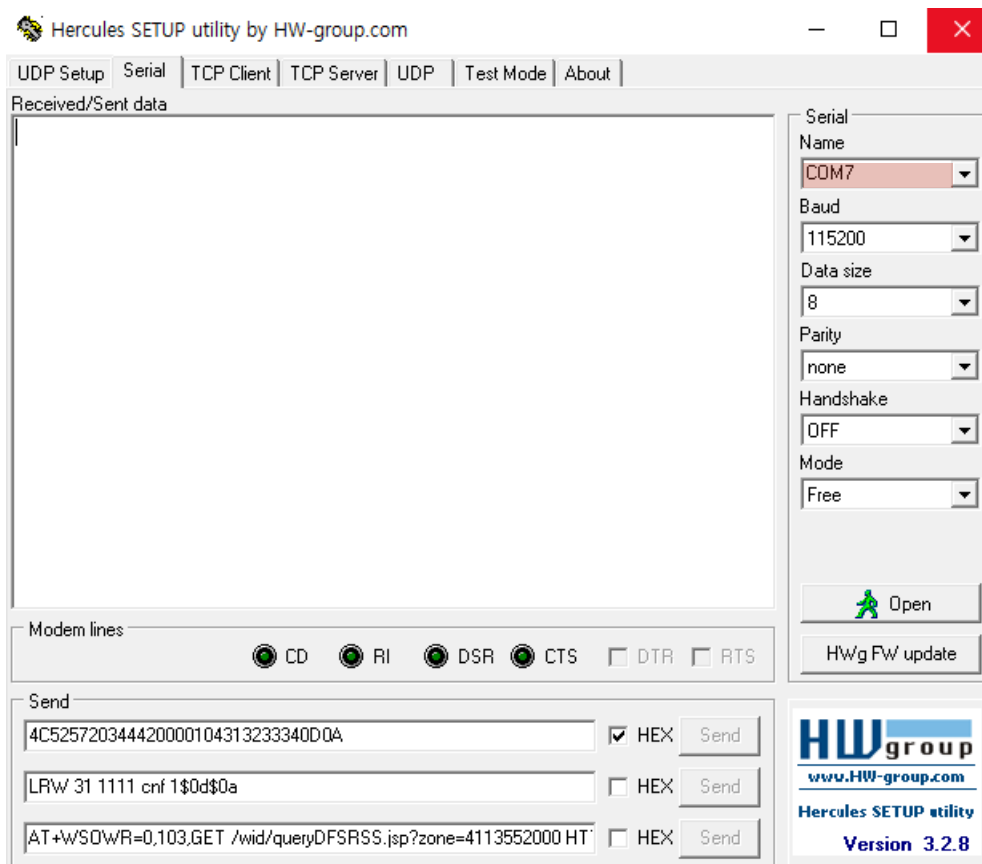 Hercules SETUP utility by HW-group.com
UDP Setup Serial TCP Client TCP Server UDP Test Mode About
Received/Sent data
Serial
Name
COM7
Baud
115200
Data size
8
Parity
none
Handshake
OFF
Mode
Free
Open
HWg FW update
Modem lines
CD RI DSR CTS DTR RTS
Send
4C525720344420000104313233340D0A HEX Send
LRW 31 1111 cnf 1$0d$0a HEX Send
AT+WSOWR=0,103,GET /wid/queryDFSRSS.jsp?zone=4113552000 HT HEX Send
HW group
www.HW-group.com
Hercules SETUP utility
Version 3.2.8